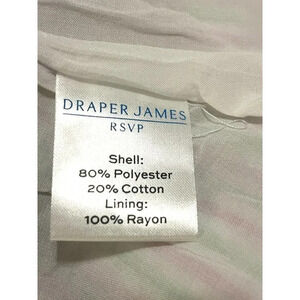 DRAPER JAMES
RSVP
Shell:
80% Polyester
20% Cotton
Lining:
100% Rayon